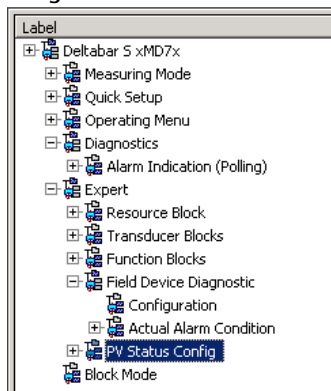 Label
Deltabar S xMD7x
Measuring Mode
Quick Setup
Operating Menu
Diagnostics
Alarm Indication (Polling)
Expert
Resource Block
Transducer Blocks
Function Blocks
Field Device Diagnostic
Configuration
Actual Alarm Condition
PV Status Config
Block Mode